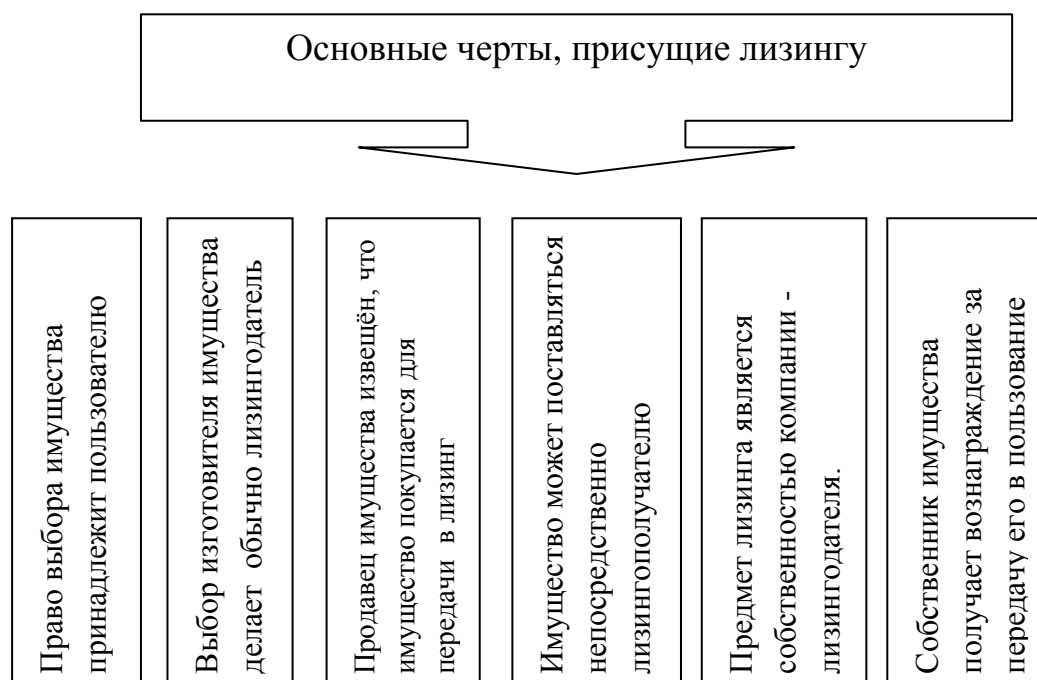 Основные черты, присущие лизингу
Право выбора имущества
принадлежит пользователю
Выбор изготовителя имущества
делает обычно лизингодатель
Продавец имущества извещён, что
имущество покупается для
передачи в лизинг
Имущество может поставляться
непосредственно
лизингополучателю
Предмет лизинга является
собственностью компании -
лизингодателя.
Собственник имущества
получает вознаграждение за
передачу его в пользование